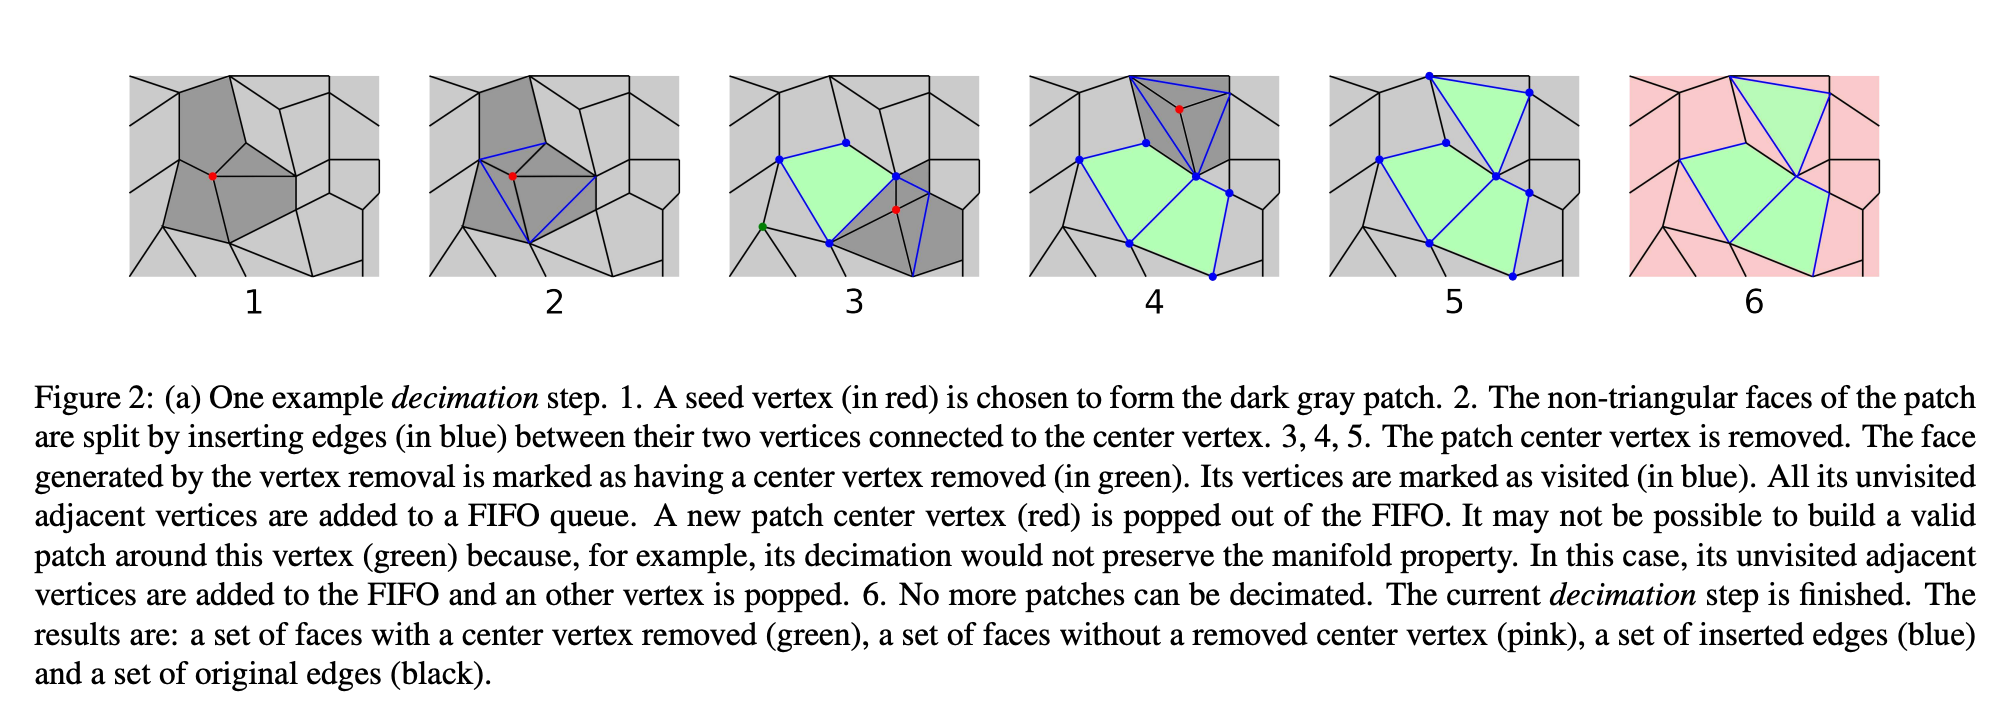 1 2 3 4 5 6
Figure 2: (a) One example decimation step. 1. A seed vertex (in red) is chosen to form the dark gray patch. 2. The non-triangular faces of the patch
are split by inserting edges (in blue) between their two vertices connected to the center vertex. 3, 4, 5. The patch center vertex is removed. The face
generated by the vertex removal is marked as having a center vertex removed (in green). Its vertices are marked as visited (in blue). All its unvisited
adjacent vertices are added to a FIFO queue. A new patch center vertex (red) is popped out of the FIFO. It may not be possible to build a valid
patch around this vertex (green) because, for example, its decimation would not preserve the manifold property. In this case, its unvisited adjacent
vertices are added to the FIFO and an other vertex is popped. 6. No more patches can be decimated. The current decimation step is finished. The
results are: a set of faces with a center vertex removed (green), a set of faces without a removed center vertex (pink), a set of inserted edges (blue)
and a set of original edges (black).